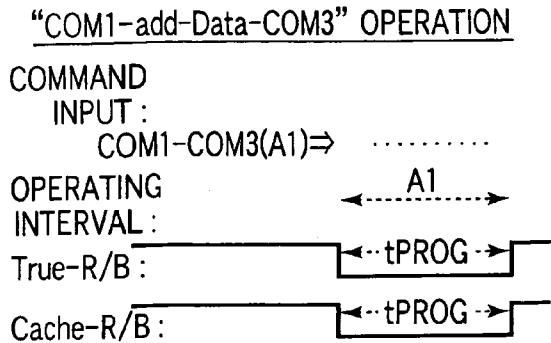 “COM1-add-Data-COM3” OPERATION
COMMAND
INPUT :
COM1-COM3(A1)⇒ ..........
OPERATING A1
INTERVAL :
True-R/B : tPROG
Cache-R/B : tPROG